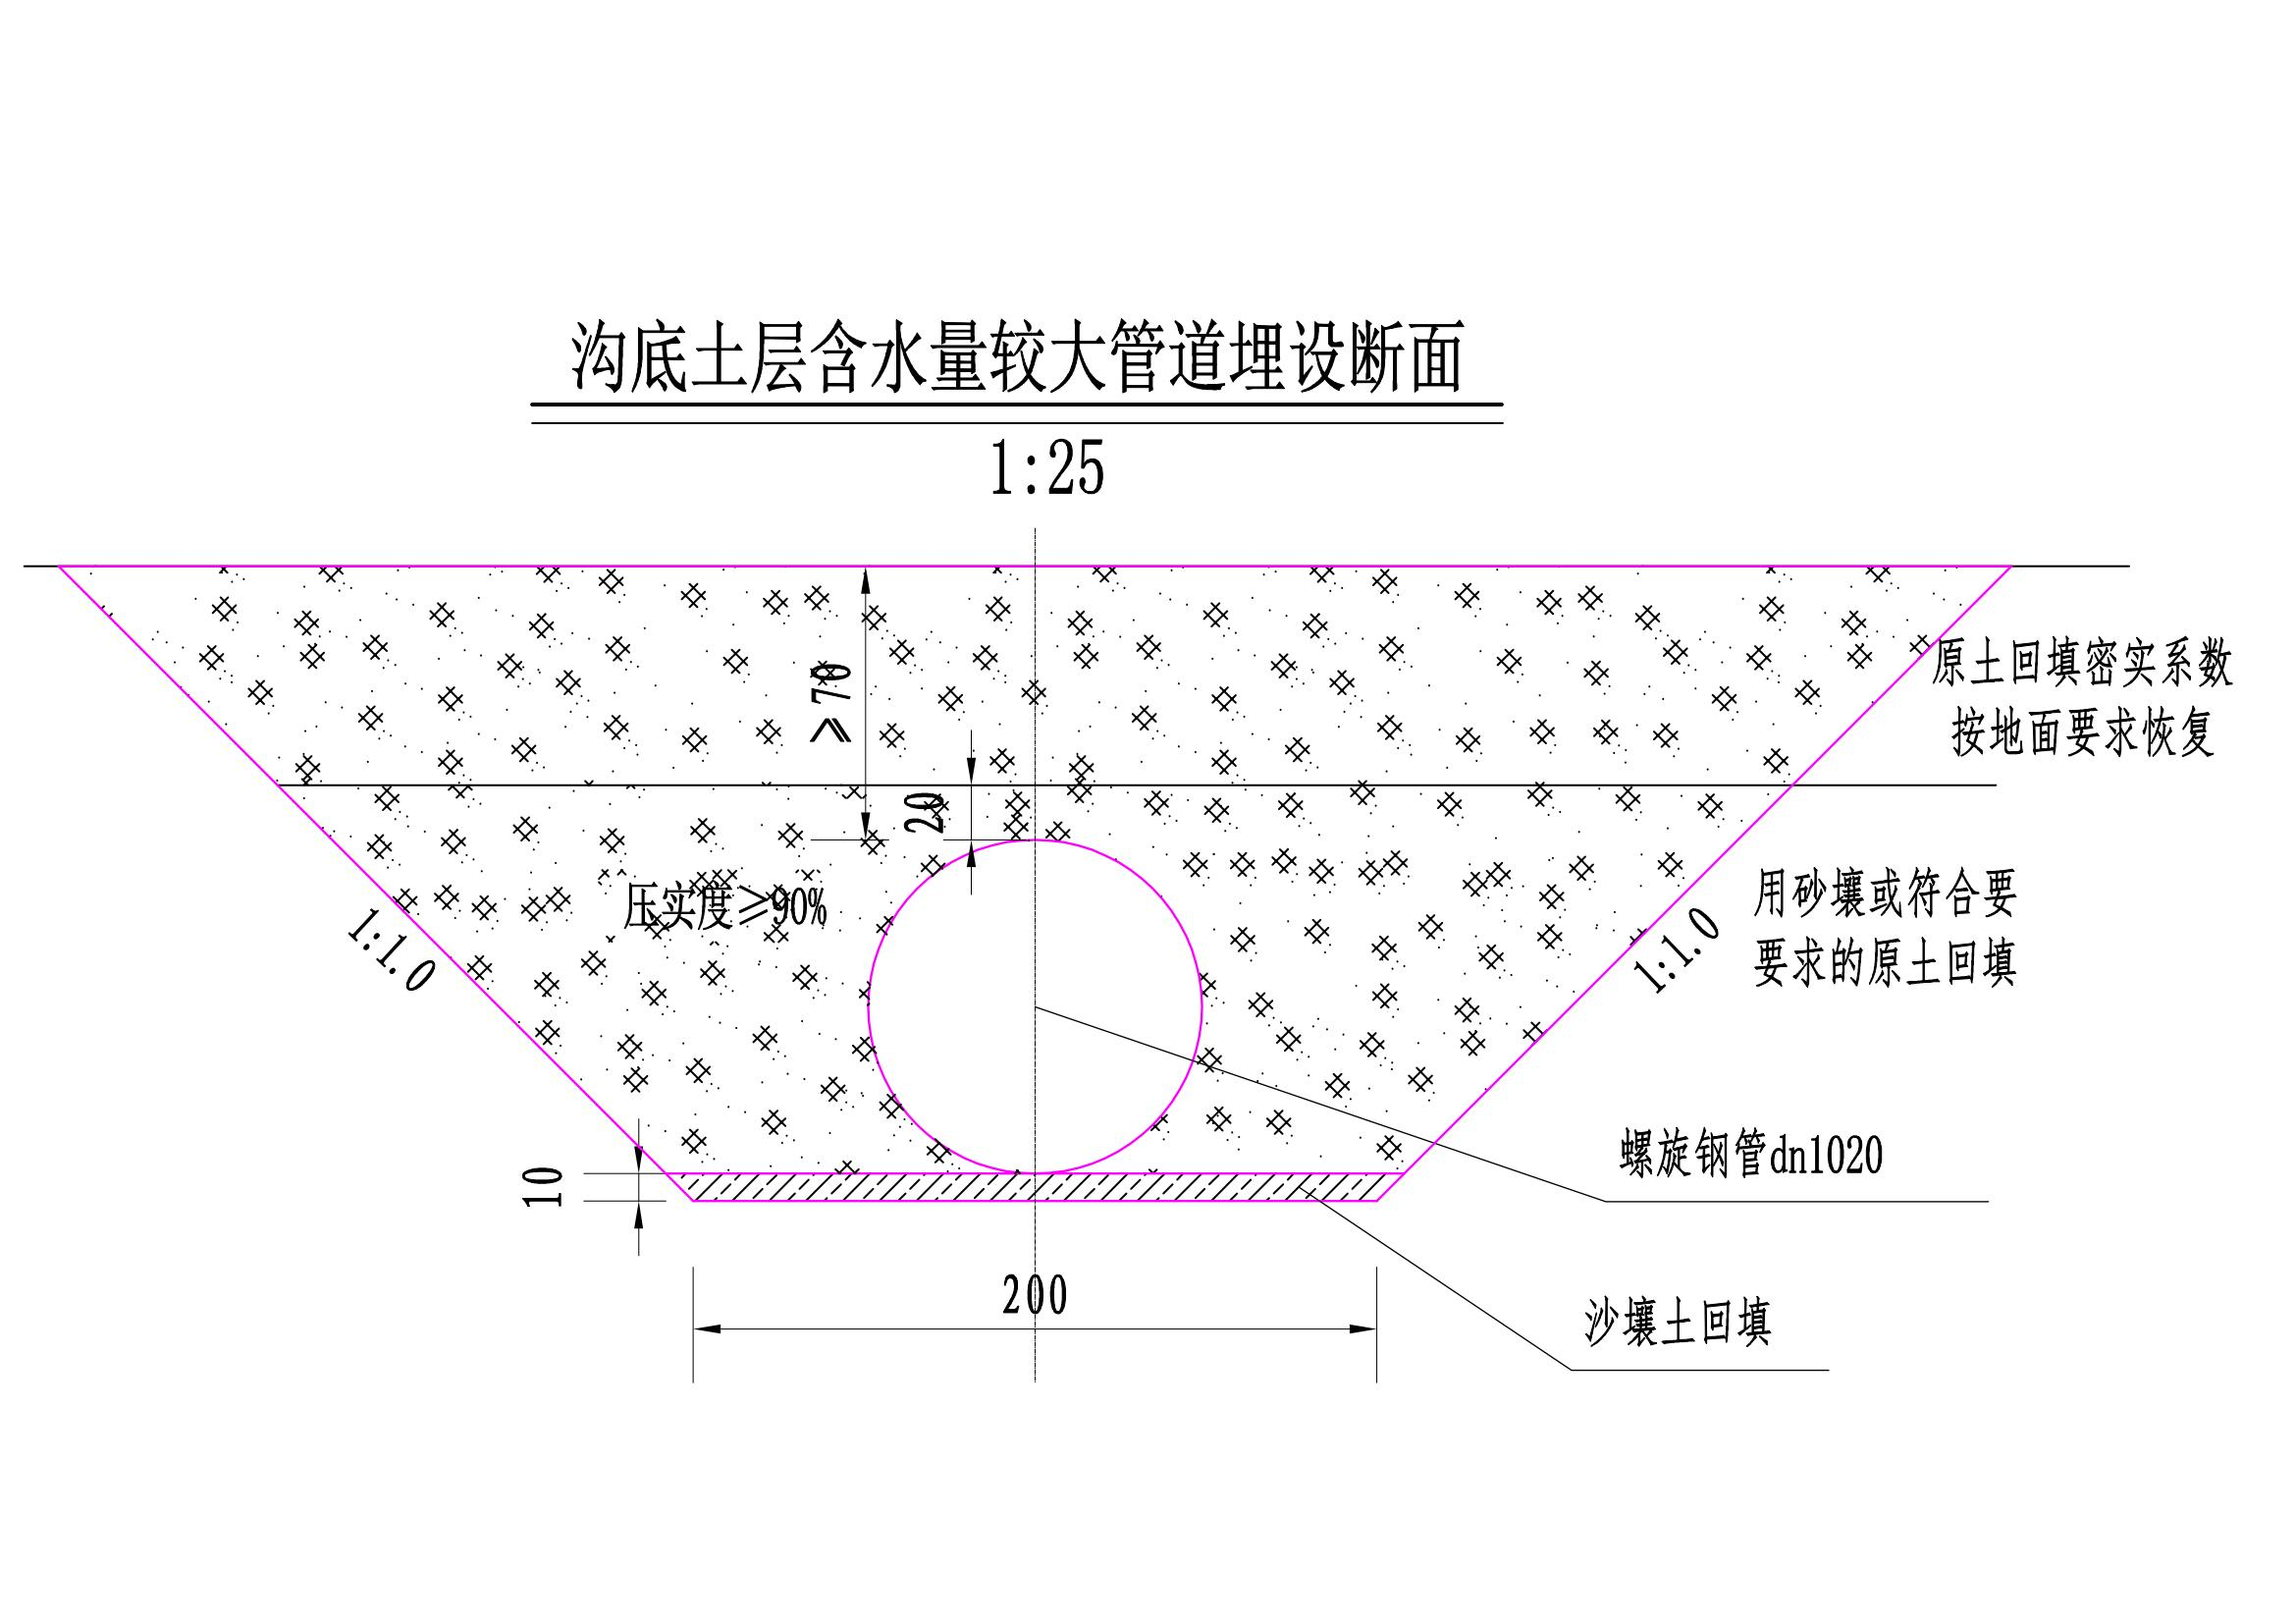 沟底土层含水量较大管道埋设断面
1:25
原土回填密实系数
按地面要求恢复
≥70
20
压实度≥90%
用砂壤或符合要
要求的原土回填
1:1.0
1:1.0
螺旋钢管dn1020
10
200
沙壤土回填